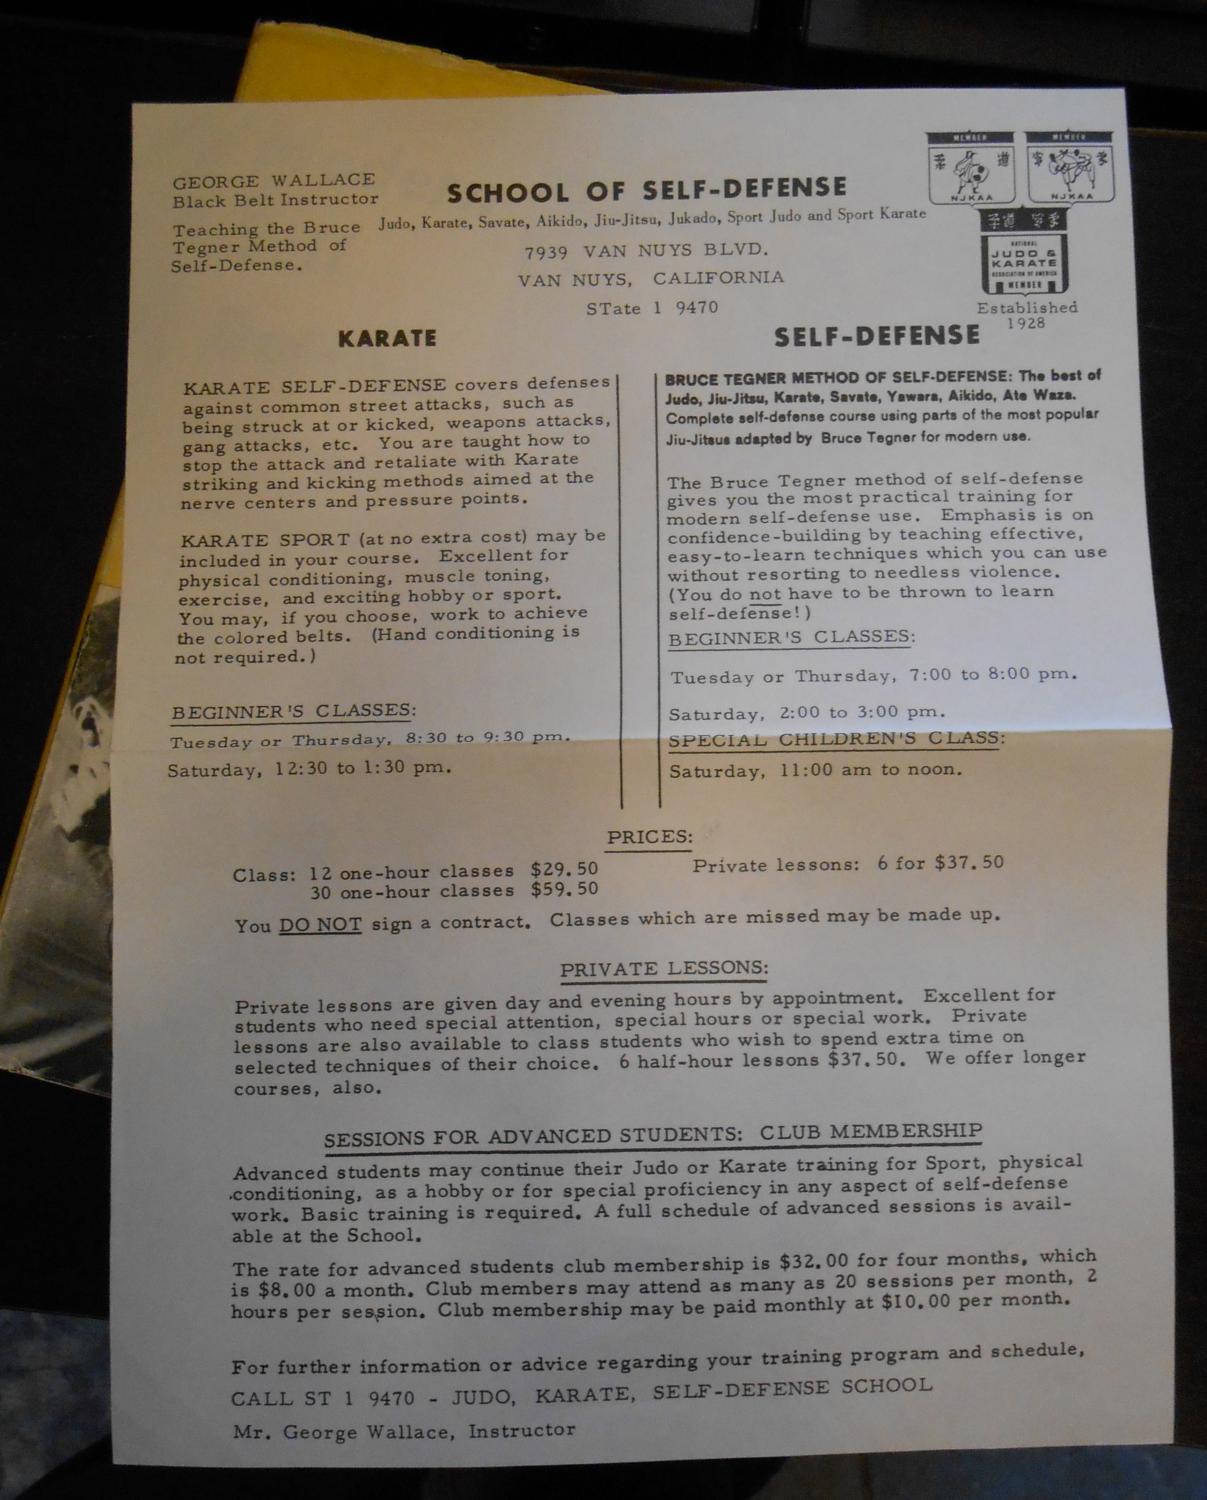 GEORGE WALLACE
Black Belt Instructor
Teaching the Bruce
Tegner Method of
Self-Defense.
SCHOOL OF SELF-DEFENSE
Judo, Karate, Savate, Aikido, Jiu-Jitsu, Jukado, Sport Judo and Sport Karate
7939 VAN NUYS BLVD.
VAN NUYS, CALIFORNIA
STate 1 9470
MEMBER
柔 道
NJKAA
MEMBER
空 手
NJKAA
柔道 空手
NATIONAL
JUDO &
KARATE
ASSOCIATION OF AMERICA
MEMBER
Established
1928
KARATE
KARATE SELF-DEFENSE covers defenses
against common street attacks, such as
being struck at or kicked, weapons attacks,
gang attacks, etc. You are taught how to
stop the attack and retaliate with Karate
striking and kicking methods aimed at the
nerve centers and pressure points.
KARATE SPORT (at no extra cost) may be
included in your course. Excellent for
physical conditioning, muscle toning,
exercise, and exciting hobby or sport.
You may, if you choose, work to achieve
the colored belts. (Hand conditioning is
not required.)
BEGINNER'S CLASSES:
Tuesday or Thursday, 8:30 to 9:30 pm.
Saturday, 12:30 to 1:30 pm.
SELF-DEFENSE
BRUCE TEGNER METHOD OF SELF-DEFENSE: The best of
Judo, Jiu-Jitsu, Karate, Savate, Yawara, Aikido, Ate Waza.
Complete self-defense course using parts of the most popular
Jiu-Jitsus adapted by Bruce Tegner for modern use.
The Bruce Tegner method of self-defense
gives you the most practical training for
modern self-defense use. Emphasis is on
confidence-building by teaching effective,
easy-to-learn techniques which you can use
without resorting to needless violence.
(You do not have to be thrown to learn
self-defense!)
BEGINNER'S CLASSES:
Tuesday or Thursday, 7:00 to 8:00 pm.
Saturday, 2:00 to 3:00 pm.
SPECIAL CHILDREN'S CLASS:
Saturday, 11:00 am to noon.
PRICES:
Class: 12 one-hour classes $29.50
30 one-hour classes $59.50
Private lessons: 6 for $37.50
You DO NOT sign a contract. Classes which are missed may be made up.
PRIVATE LESSONS:
Private lessons are given day and evening hours by appointment. Excellent for
students who need special attention, special hours or special work. Private
lessons are also available to class students who wish to spend extra time on
selected techniques of their choice. 6 half-hour lessons $37.50. We offer longer
courses, also.
SESSIONS FOR ADVANCED STUDENTS: CLUB MEMBERSHIP
Advanced students may continue their Judo or Karate training for Sport, physical
conditioning, as a hobby or for special proficiency in any aspect of self-defense
work. Basic training is required. A full schedule of advanced sessions is avail-
able at the School.
The rate for advanced students club membership is $32.00 for four months, which
is $8.00 a month. Club members may attend as many as 20 sessions per month, 2
hours per session. Club membership may be paid monthly at $10.00 per month.
For further information or advice regarding your training program and schedule,
CALL ST 1 9470 - JUDO, KARATE, SELF-DEFENSE SCHOOL
Mr. George Wallace, Instructor